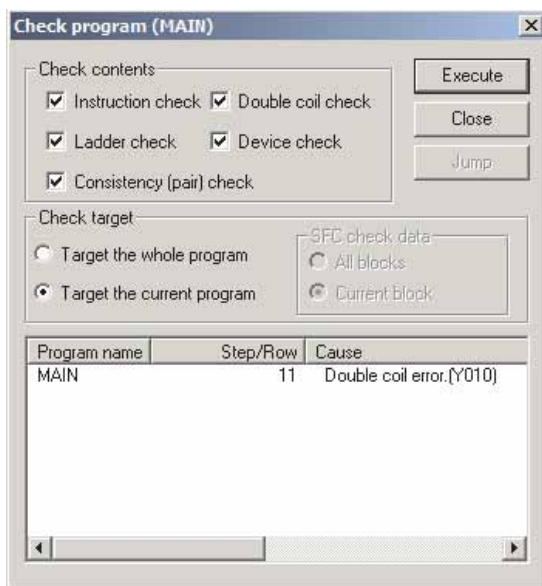 Check program (MAIN)
Check contents
Instruction check
Double coil check
Ladder check
Device check
Consistency (pair) check
Execute
Close
Jump
Check target
Target the whole program
Target the current program
SFC check data
All blocks
Current block
Program name Step/Row Cause
MAIN 11 Double coil error.(Y010)